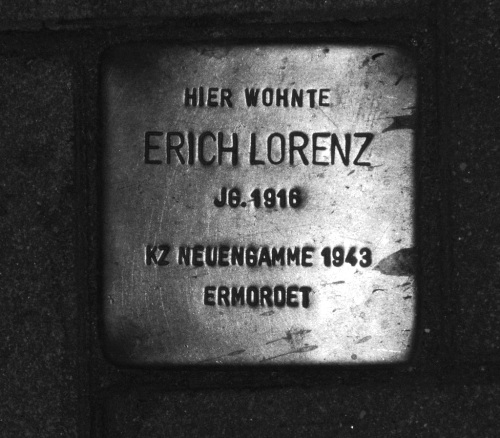 HIER WOHNTE
ERICH LORENZ
JG. 1916
KZ NEUENGAMME 1943
ERMORDET